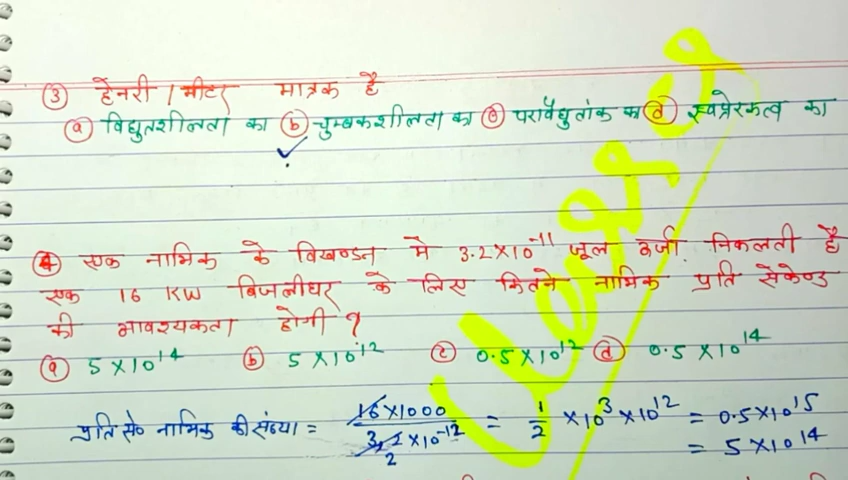 ③ हेनरी / मीटर मात्रक है
ⓐ विद्युतशीलता का ⓑ चुम्बकशीलता का ⓒ परावैद्युतांक का ⓓ स्वप्रेरकत्व का
✓
④ एक नाभिक के विखण्डन मे 3.2×10⁻¹¹ जूल ऊर्जा निकलती है
एक 16 KW बिजलीघर के लिए कितने नाभिक प्रति सेकेण्ड
की आवश्यकता होगी ?
ⓐ 5×10¹⁴ ⓑ 5×10¹² ⓒ 0.5×10¹² ⓓ 0.5×10¹⁴
प्रति से० नाभिक की संख्या = 16×1000 / 3.2×10⁻¹² = 1/2 ×10³×10¹² = 0.5×10¹⁵
2
= 5×10¹⁴